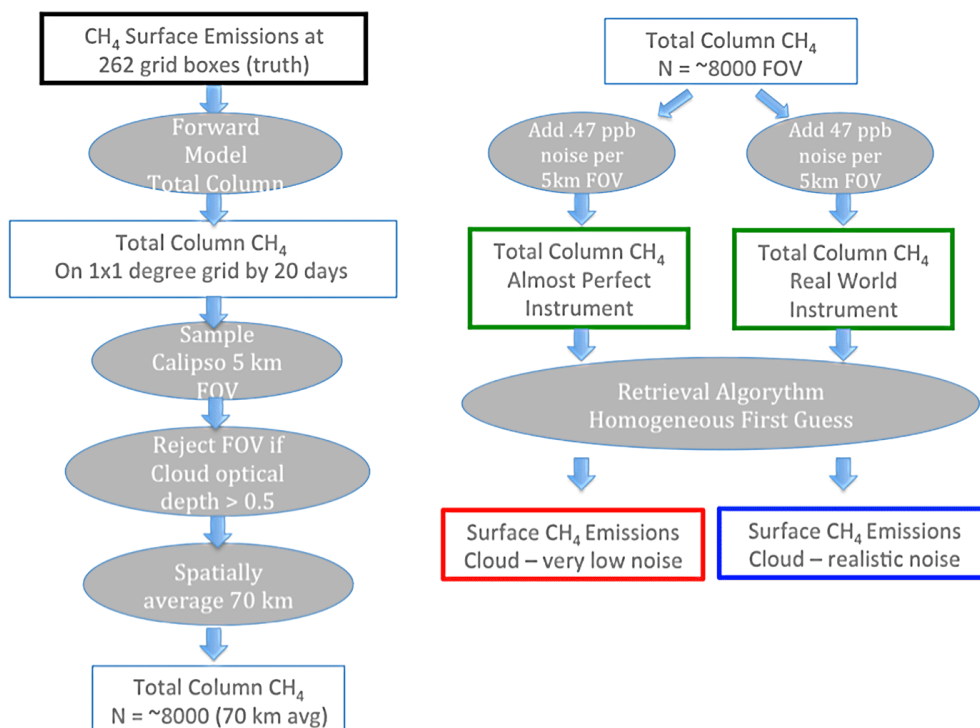 CH₄ Surface Emissions at
262 grid boxes (truth)
Forward
Model
Total Column
Total Column CH₄
On 1x1 degree grid by 20 days
Sample
Calipso 5 km
FOV
Reject FOV if
Cloud optical
depth > 0.5
Spatially
average 70 km
Total Column CH₄
N = ~8000 (70 km avg)
Total Column CH₄
N = ~8000 FOV
Add .47 ppb
noise per
5km FOV
Add 47 ppb
noise per
5km FOV
Total Column CH₄
Almost Perfect
Instrument
Total Column CH₄
Real World
Instrument
Retrieval Algorythm
Homogeneous First Guess
Surface CH₄ Emissions
Cloud – very low noise
Surface CH₄ Emissions
Cloud – realistic noise